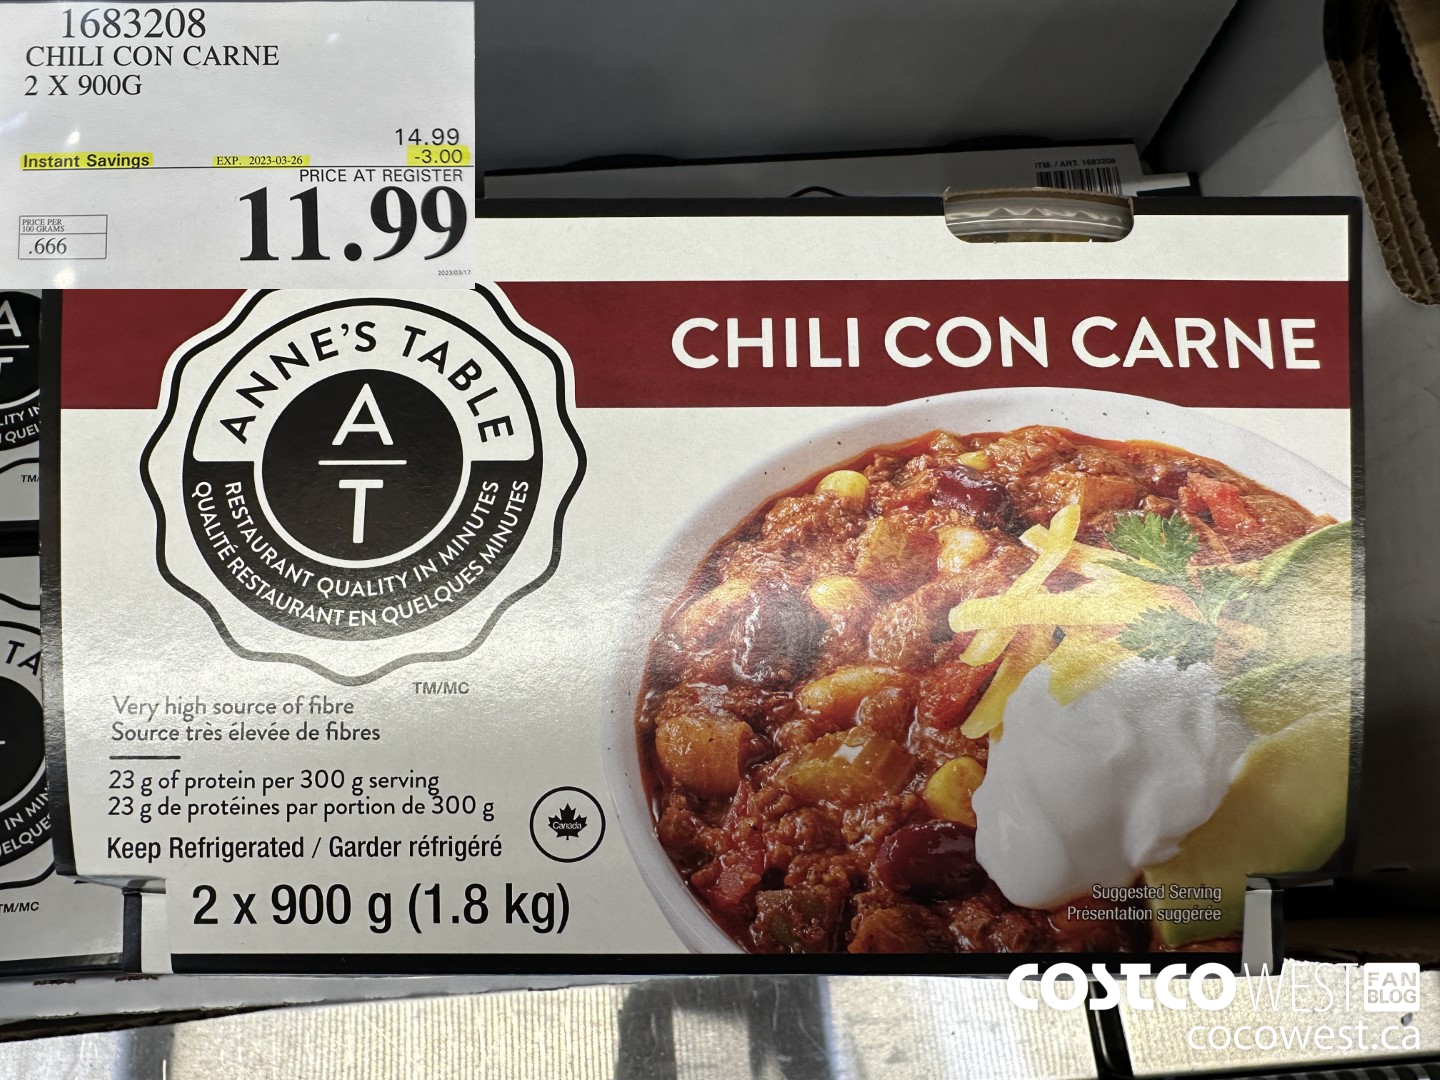 1683208
CHILI CON CARNE
2 X 900G
14.99
Instant Savings EXP. 2023-03-26 -3.00
PRICE AT REGISTER
11.99
PRICE PER
100 GRAMS
.666
2023/03/17
ITM. / ART. 1683208
CHILI CON CARNE
ANNE'S TABLE
A
T
RESTAURANT QUALITY IN MINUTES
QUALITÉ RESTAURANT EN QUELQUES MINUTES
TM/MC
Very high source of fibre
Source très élevée de fibres
23 g of protein per 300 g serving
23 g de protéines par portion de 300 g
Canada
Keep Refrigerated / Garder réfrigéré
2 x 900 g (1.8 kg)
Suggested Serving
Présentation suggérée
TM/MC
COSTCO WEST FAN BLOG
cocowest.ca